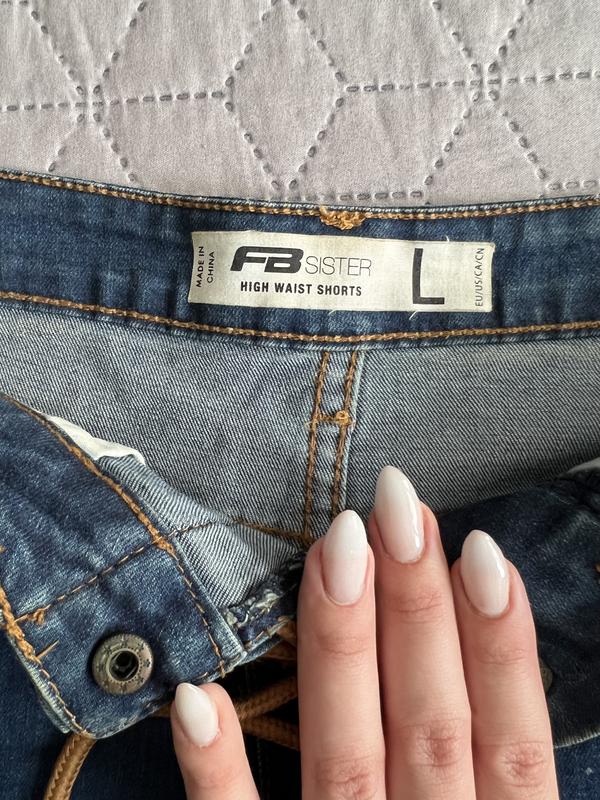 MADE IN
CHINA
FB SISTER
HIGH WAIST SHORTS
L
EU/US/CA/CN